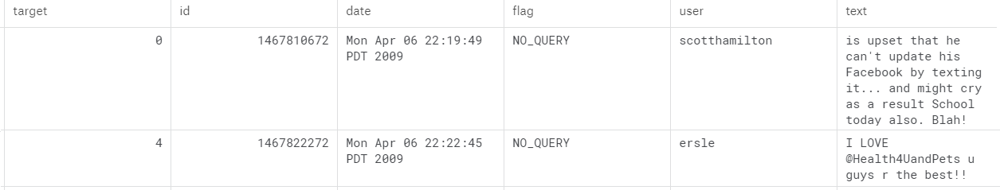 target id date flag user text
0 1467810672 Mon Apr 06 22:19:49 NO_QUERY scotthamilton is upset that he
PDT 2009 can't update his
Facebook by texting
it... and might cry
as a result School
today also. Blah!
4 1467822272 Mon Apr 06 22:22:45 NO_QUERY ersle I LOVE
PDT 2009 @Health4UandPets u
guys r the best!!